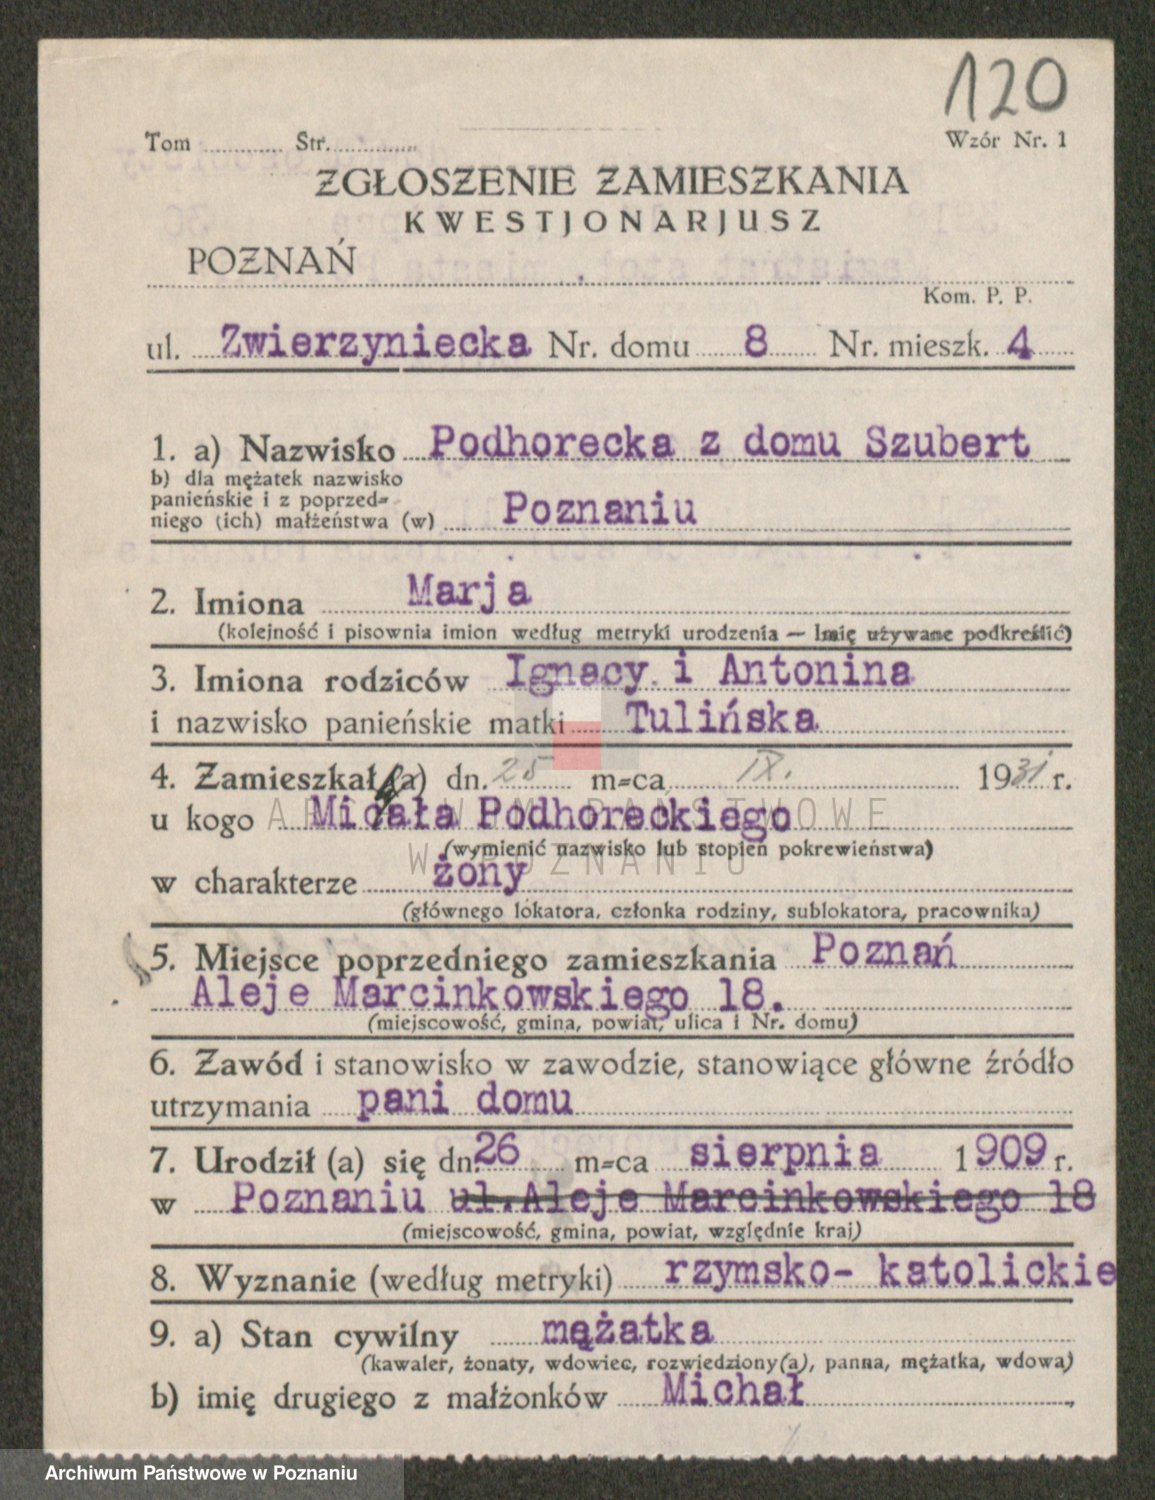 120
Tom ............ Str. ............
Wzór Nr. 1
ZGŁOSZENIE ZAMIESZKANIA
KWESTJONARJUSZ
POZNAŃ
Kom. P. P.
ul. Zwierzyniecka Nr. domu 8 Nr. mieszk. 4
1. a) Nazwisko Podhorecka z domu Szubert
b) dla mężatek nazwisko
panieńskie i z poprzed-
niego (ich) małżeństwa (w) Poznaniu
2. Imiona Marja
(kolejność i pisownia imion według metryki urodzenia — Imię używane podkreślić)
3. Imiona rodziców Ignacy i Antonina
i nazwisko panieńskie matki Tulińska
4. Zamieszkał (a) dn. 25 m-ca IX. 1931 r.
u kogo Michała Podhoreckiego
ARCHIWUM PAŃSTWOWE
(wymienić nazwisko lub stopień pokrewieństwa)
W POZNANIU
w charakterze żony
(głównego lokatora, członka rodziny, sublokatora, pracownika)
5. Miejsce poprzedniego zamieszkania Poznań
Aleje Marcinkowskiego 18.
(miejscowość, gmina, powiat, ulica i Nr. domu)
6. Zawód i stanowisko w zawodzie, stanowiące główne źródło
utrzymania pani domu
7. Urodził (a) się dn. 26 m-ca sierpnia 1909 r.
w Poznaniu ul. Aleje Marcinkowskiego 18
(miejscowość, gmina, powiat, względnie kraj)
8. Wyznanie (według metryki) rzymsko- katolickie
9. a) Stan cywilny mężatka
(kawaler, żonaty, wdowiec, rozwiedziony(a), panna, mężatka, wdowa)
b) imię drugiego z małżonków Michał
Archiwum Państwowe w Poznaniu